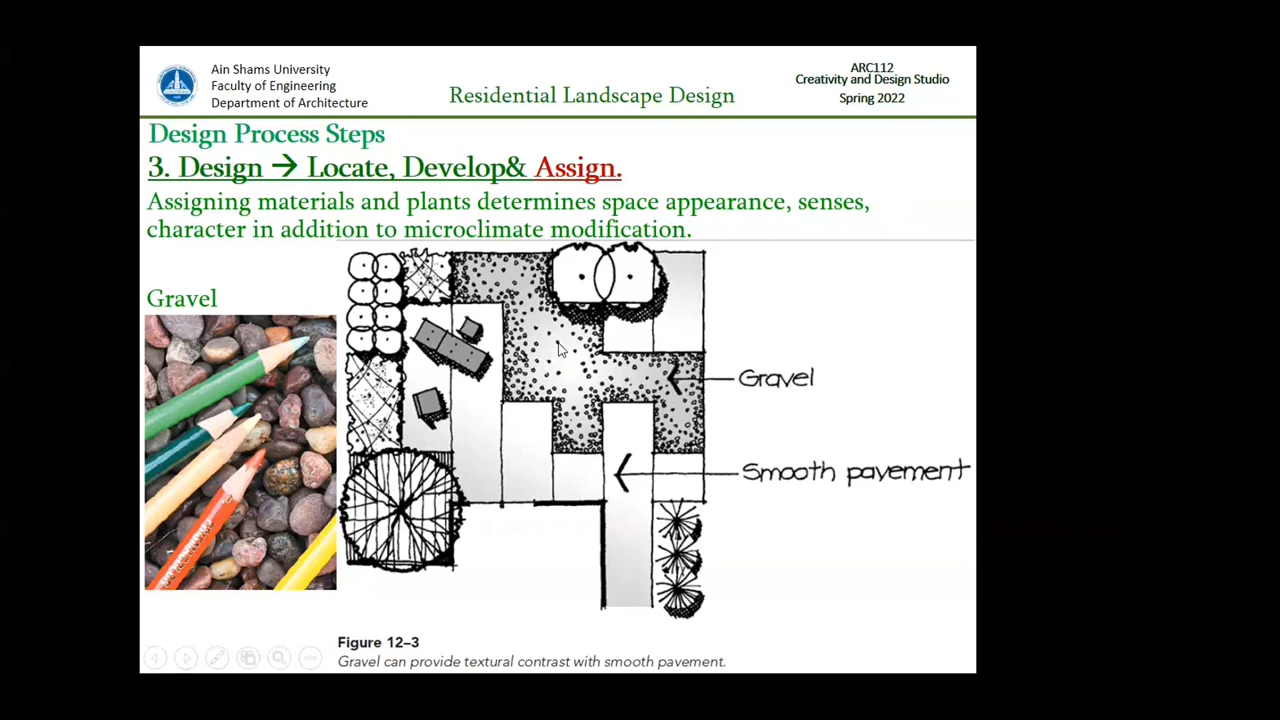 Ain Shams University
Faculty of Engineering
Department of Architecture
Residential Landscape Design
ARC112
Creativity and Design Studio
Spring 2022
Design Process Steps
3. Design → Locate, Develop& Assign.
Assigning materials and plants determines space appearance, senses,
character in addition to microclimate modification.
Gravel
Gravel
Smooth pavement
Figure 12–3
Gravel can provide textural contrast with smooth pavement.